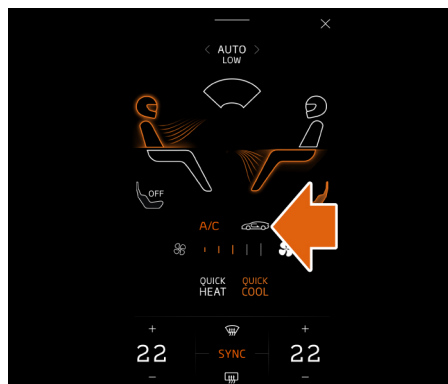 AUTO
LOW
OFF
A/C
QUICK
HEAT
QUICK
COOL
22
SYNC
22